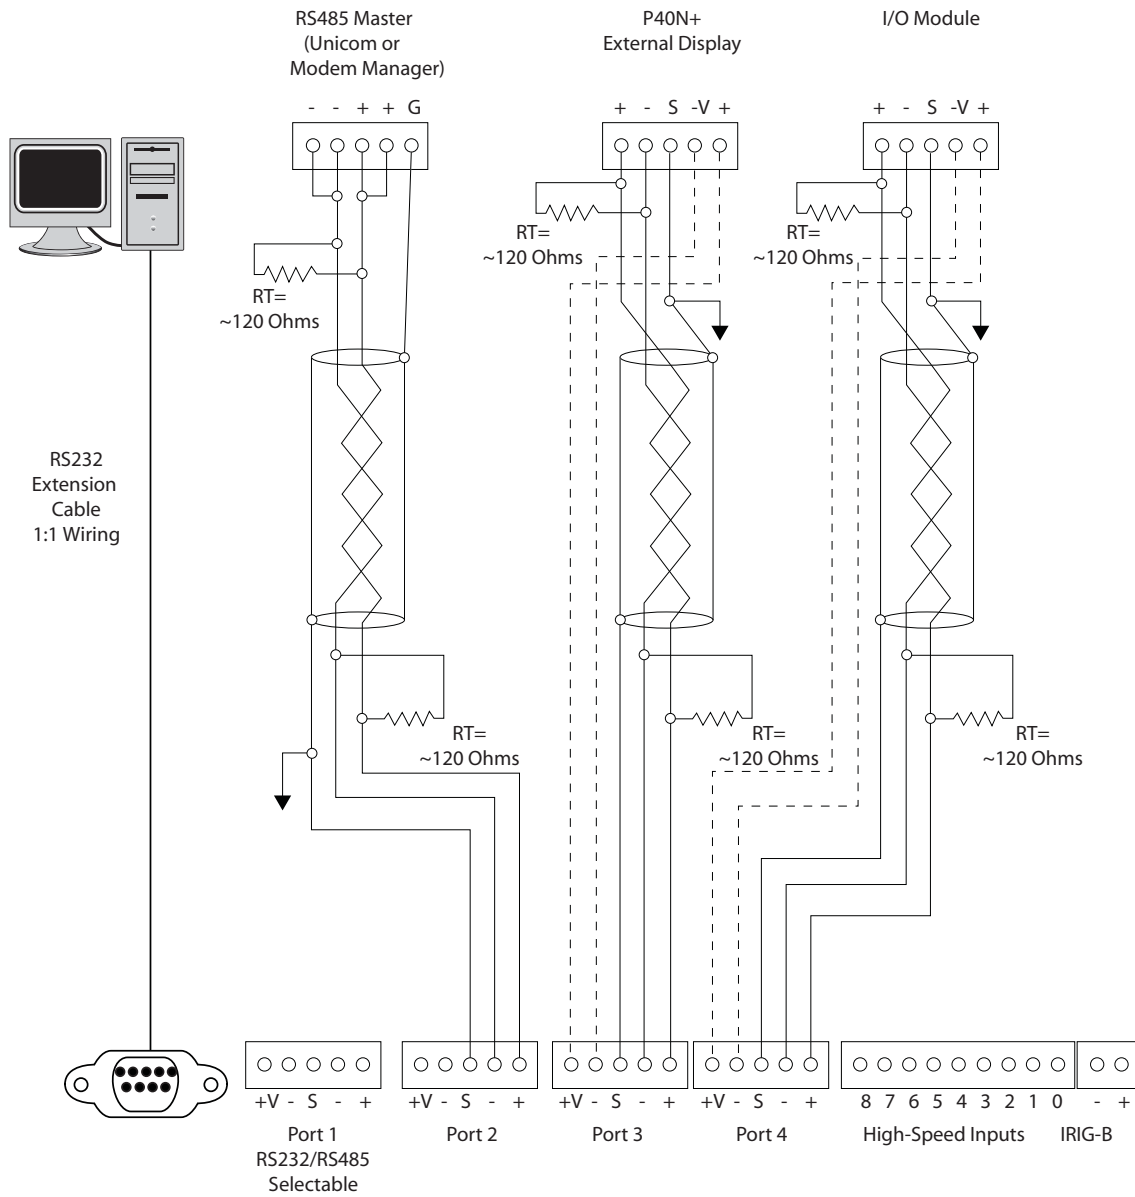 RS485 Master
(Unicom or
Modem Manager)
P40N+
External Display
I/O Module
- - + + G
+ - S -V +
+ - S -V +
RT=
~120 Ohms
RT=
~120 Ohms
RT=
~120 Ohms
RS232
Extension
Cable
1:1 Wiring
RT=
~120 Ohms
RT=
~120 Ohms
RT=
~120 Ohms
+V - S - +
+V - S - +
+V - S - +
+V - S - +
8 7 6 5 4 3 2 1 0
- +
Port 1
RS232/RS485
Selectable
Port 2
Port 3
Port 4
High-Speed Inputs
IRIG-B